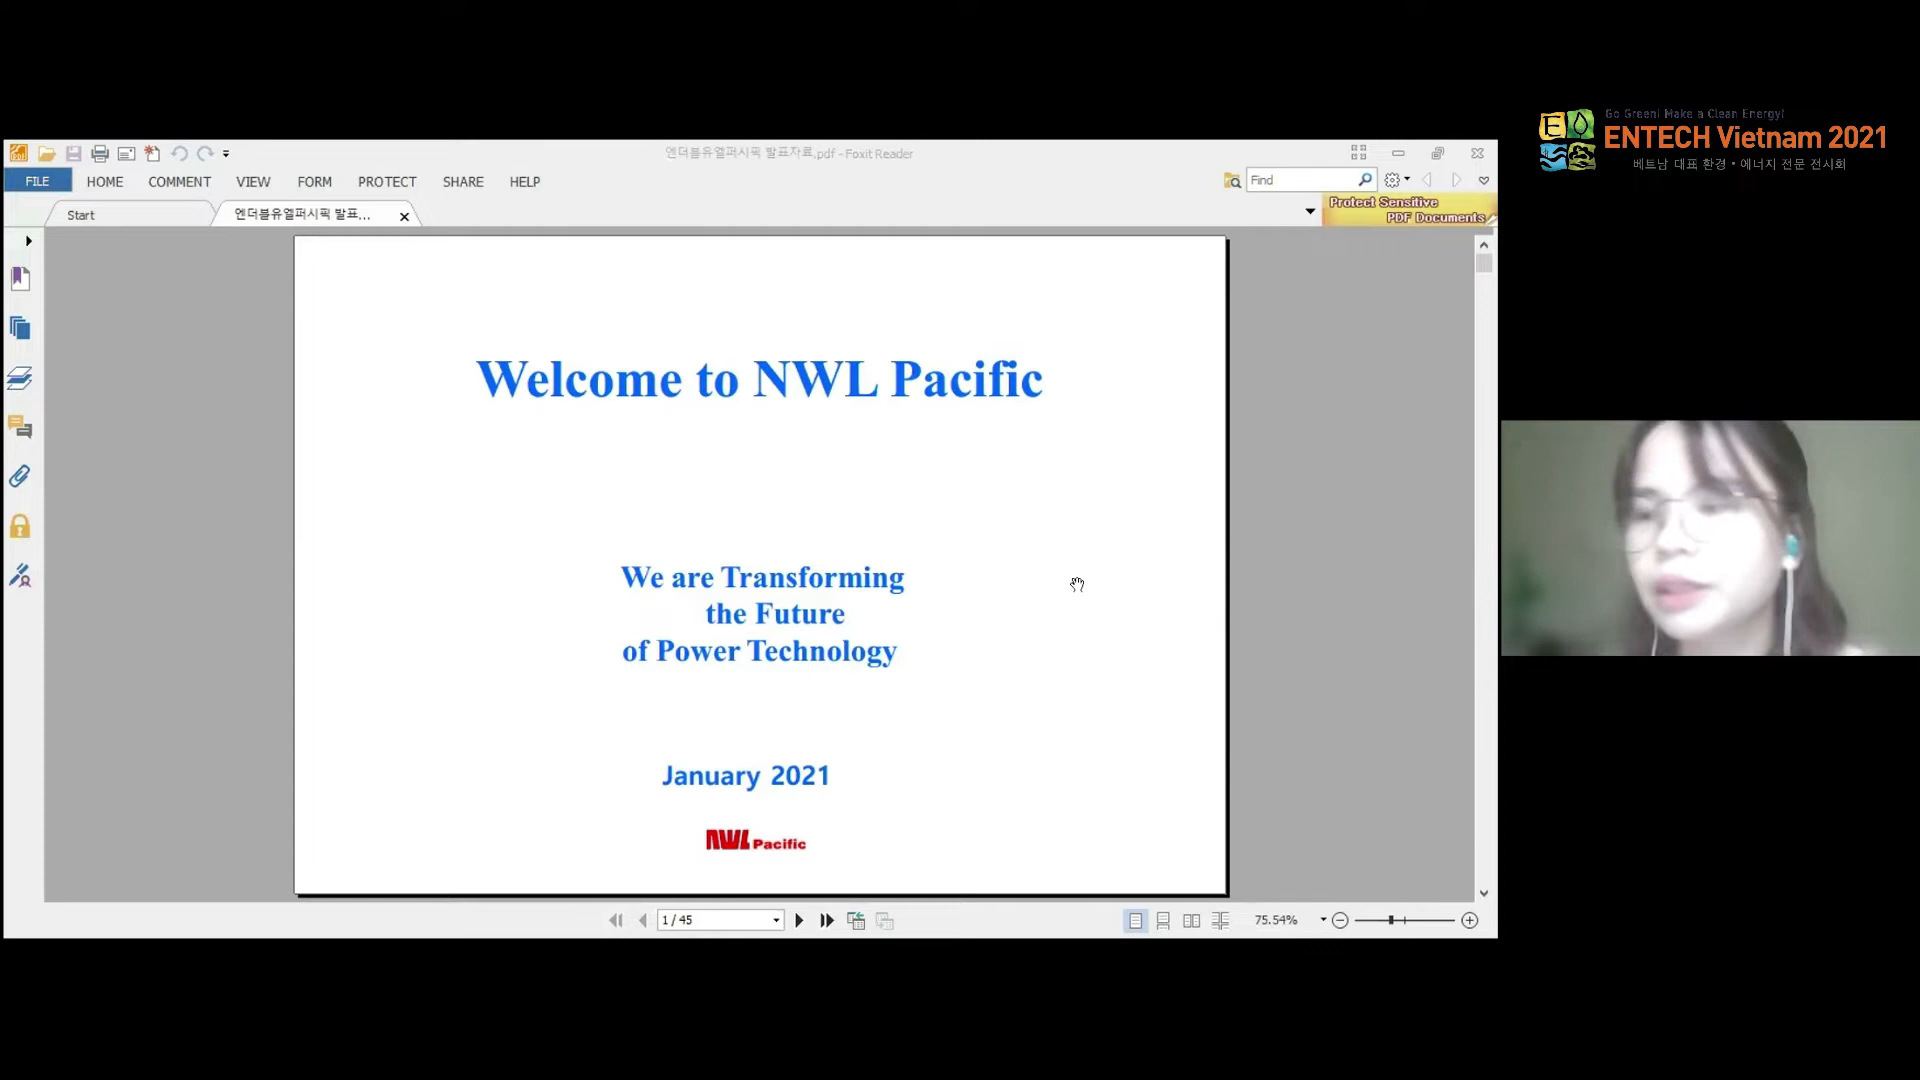 Go Green! Make a Clean Energy!
ENTECH Vietnam 2021
베트남 대표 환경 • 에너지 전문 전시회
엔더블유엘퍼시픽 발표자료.pdf - Foxit Reader
FILE HOME COMMENT VIEW FORM PROTECT SHARE HELP
Find
Start
엔더블유엘퍼시픽 발표...
Protect Sensitive
PDF Documents
Welcome to NWL Pacific
We are Transforming
the Future
of Power Technology
January 2021
NWL Pacific
1 / 45
75.54%